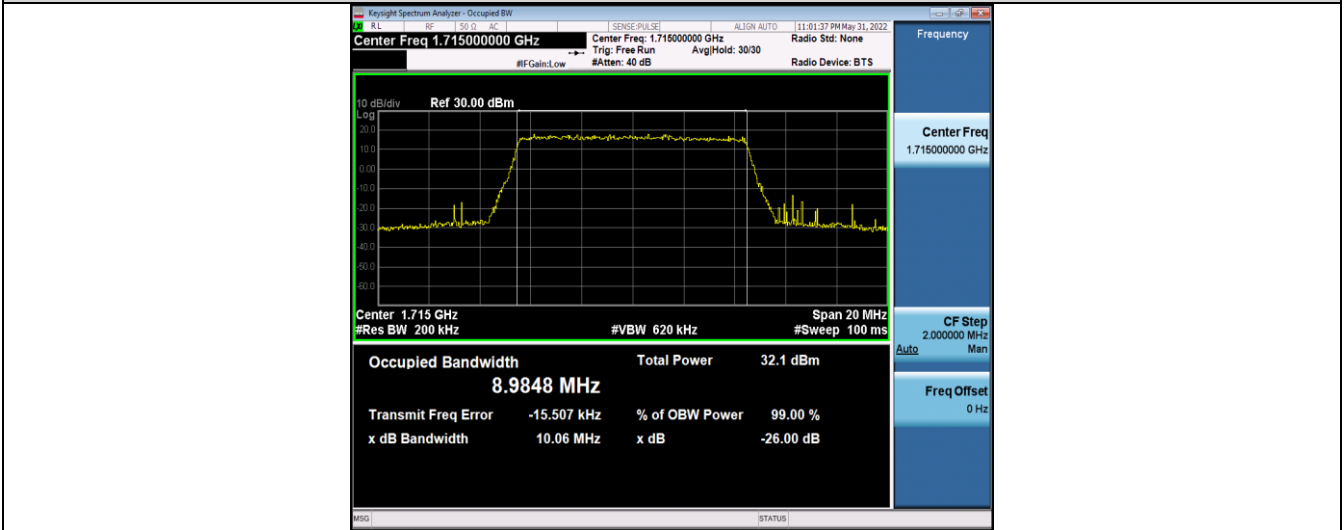 Keysight Spectrum Analyzer - Occupied BW
RL RF 50 Ω AC SENSE:PULSE ALIGN AUTO 11:01:37 PM May 31, 2022
Center Freq 1.715000000 GHz Center Freq: 1.715000000 GHz Radio Std: None
Trig: Free Run Avg|Hold: 30/30
#IFGain:Low #Atten: 40 dB Radio Device: BTS
10 dB/div Ref 30.00 dBm
Log
20.0
10.0
0.00
-10.0
-20.0
-30.0
-40.0
-50.0
-60.0
Center 1.715 GHz Span 20 MHz
#Res BW 200 kHz #VBW 620 kHz #Sweep 100 ms
Occupied Bandwidth Total Power 32.1 dBm
8.9848 MHz
Transmit Freq Error -15.507 kHz % of OBW Power 99.00 %
x dB Bandwidth 10.06 MHz x dB -26.00 dB
MSG STATUS
Frequency
Center Freq
1.715000000 GHz
CF Step
2.000000 MHz
Auto Man
Freq Offset
0 Hz